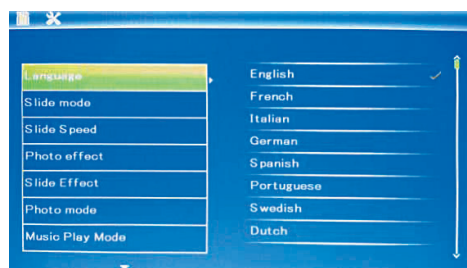 Language
Slide mode
Slide Speed
Photo effect
Slide Effect
Photo mode
Music Play Mode
English
French
Italian
German
Spanish
Portuguese
Swedish
Dutch